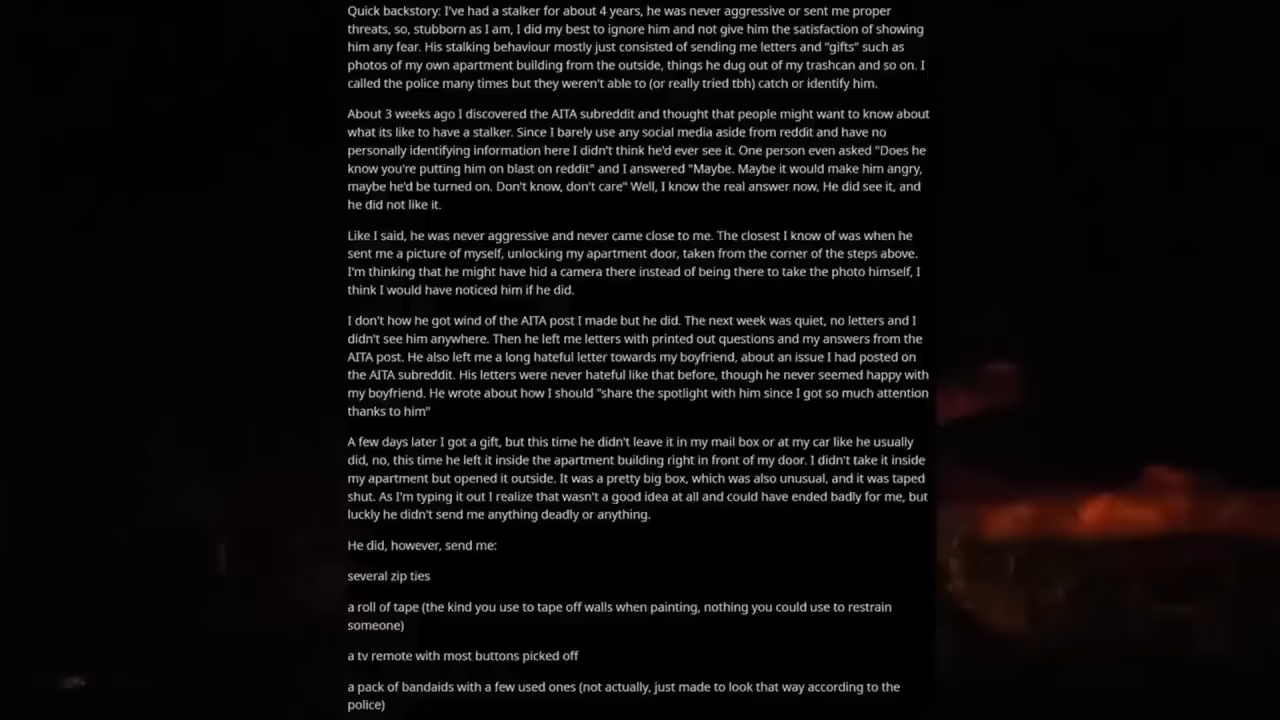 Quick backstory: I've had a stalker for about 4 years, he was never aggressive or sent me proper
threats, so, stubborn as I am, I did my best to ignore him and not give him the satisfaction of showing
him any fear. His stalking behaviour mostly just consisted of sending me letters and "gifts" such as
photos of my own apartment building from the outside, things he dug out of my trashcan and so on. I
called the police many times but they weren't able to (or really tried tbh) catch or identify him.
About 3 weeks ago I discovered the AITA subreddit and thought that people might want to know about
what its like to have a stalker. Since I barely use any social media aside from reddit and have no
personally identifying information here I didn't think he'd ever see it. One person even asked "Does he
know you're putting him on blast on reddit" and I answered "Maybe. Maybe it would make him angry,
maybe he'd be turned on. Don't know, don't care" Well, I know the real answer now, He did see it, and
he did not like it.
Like I said, he was never aggressive and never came close to me. The closest I know of was when he
sent me a picture of myself, unlocking my apartment door, taken from the corner of the steps above.
I'm thinking that he might have hid a camera there instead of being there to take the photo himself, I
think I would have noticed him if he did.
I don't how he got wind of the AITA post I made but he did. The next week was quiet, no letters and I
didn't see him anywhere. Then he left me letters with printed out questions and my answers from the
AITA post. He also left me a long hateful letter towards my boyfriend, about an issue I had posted on
the AITA subreddit. His letters were never hateful like that before, though he never seemed happy with
my boyfriend. He wrote about how I should "share the spotlight with him since I got so much attention
thanks to him"
A few days later I got a gift, but this time he didn't leave it in my mail box or at my car like he usually
did, no, this time he left it inside the apartment building right in front of my door. I didn't take it inside
my apartment but opened it outside. It was a pretty big box, which was also unusual, and it was taped
shut. As I'm typing it out I realize that wasn't a good idea at all and could have ended badly for me, but
luckily he didn't send me anything deadly or anything.
He did, however, send me:
several zip ties
a roll of tape (the kind you use to tape off walls when painting, nothing you could use to restrain
someone)
a tv remote with most buttons picked off
a pack of bandaids with a few used ones (not actually, just made to look that way according to the
police)